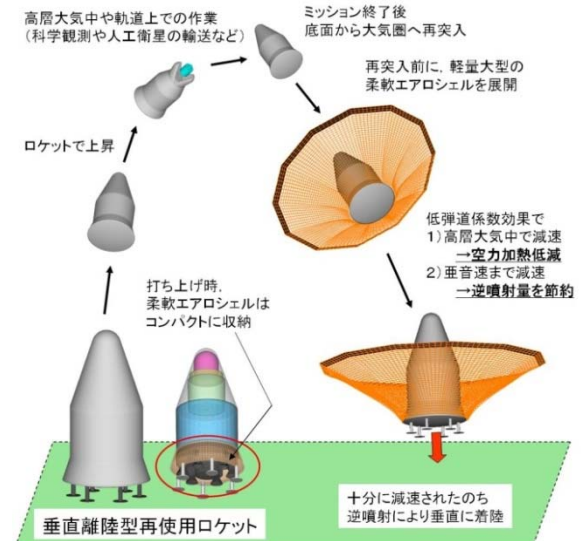 高層大気中や軌道上での作業
(科学観測や人工衛星の輸送など)
ミッション終了後
底面から大気圏へ再突入
再突入前に，軽量大型の
柔軟エアロシェルを展開
ロケットで上昇
低弾道係数効果で
1)高層大気中で減速
→空力加熱低減
2)亜音速まで減速
→逆噴射量を節約
打ち上げ時，
柔軟エアロシェルは
コンパクトに収納
垂直離陸型再使用ロケット
十分に減速されたのち
逆噴射により垂直に着陸